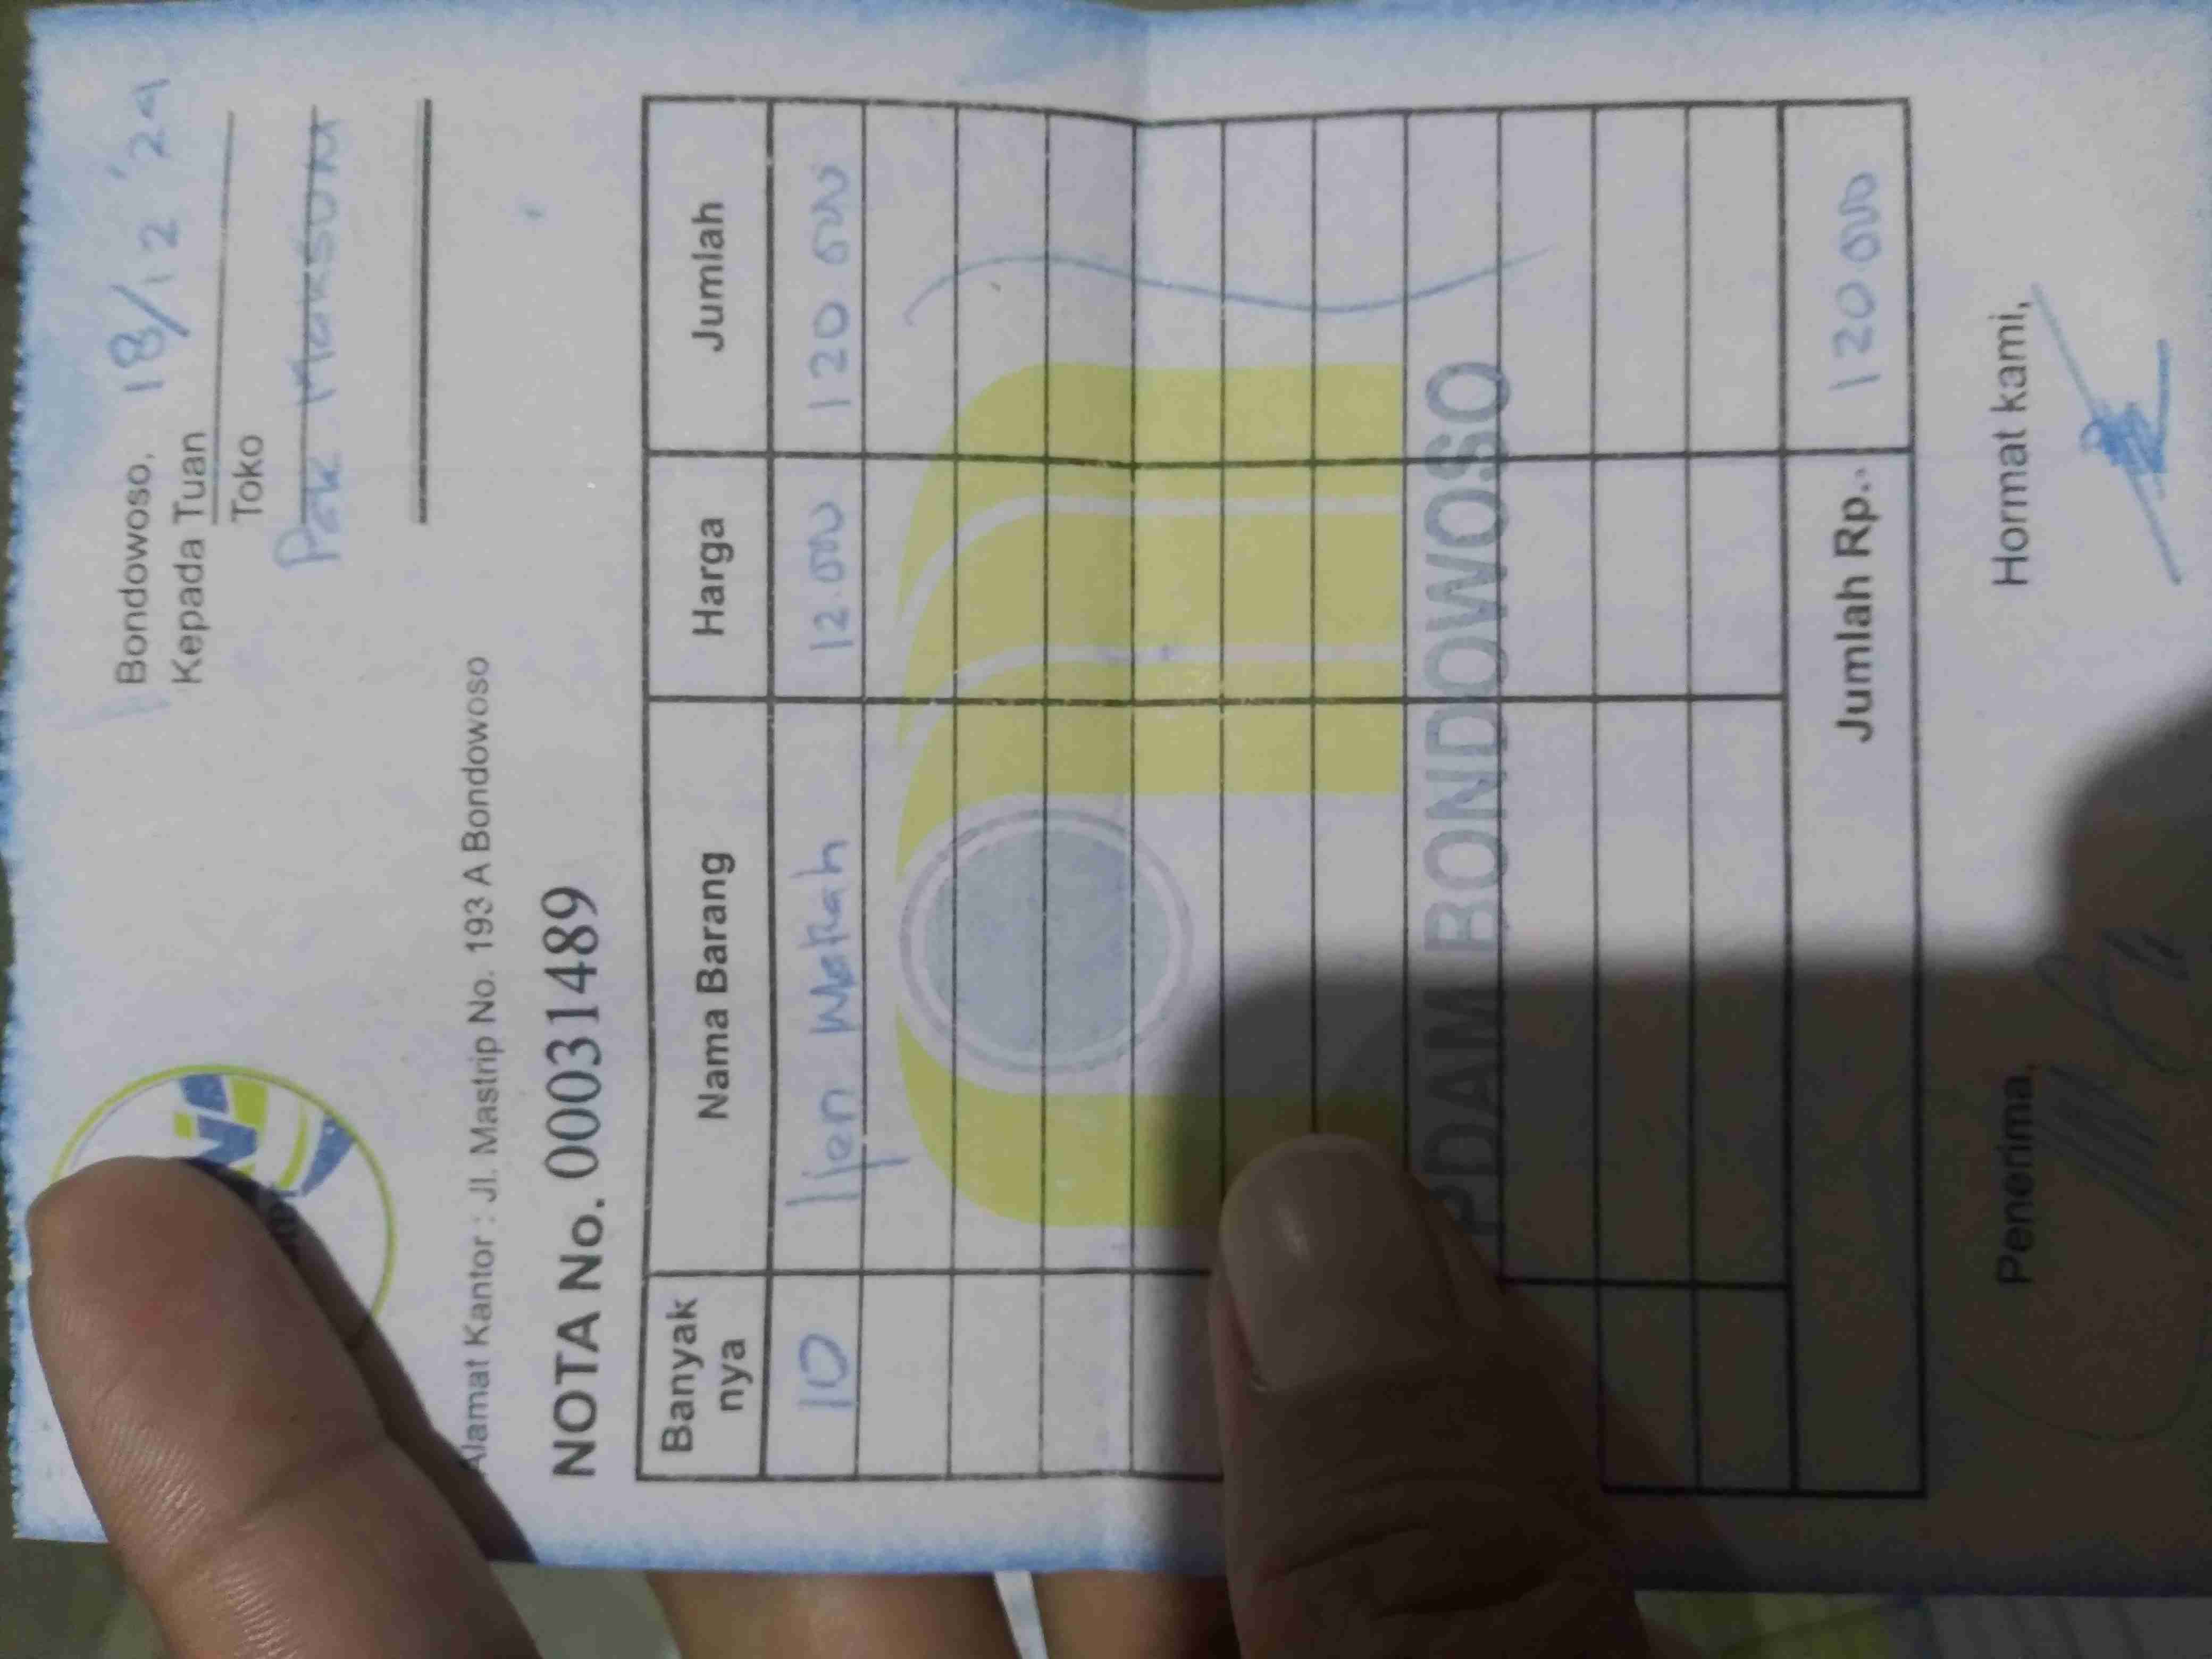 Bondowoso, 18/12 '24
Kepada Tuan
Toko
Pak Maksum
Alamat Kantor : Jl. Mastrip No. 193 A Bondowoso
NOTA No. 00031489
Banyak nya Nama Barang Harga Jumlah
10 Ijen Merah 12.000 120 000
PDAM BONDOWOSO
Jumlah Rp. 120 000
Penerima, Hormat kami,